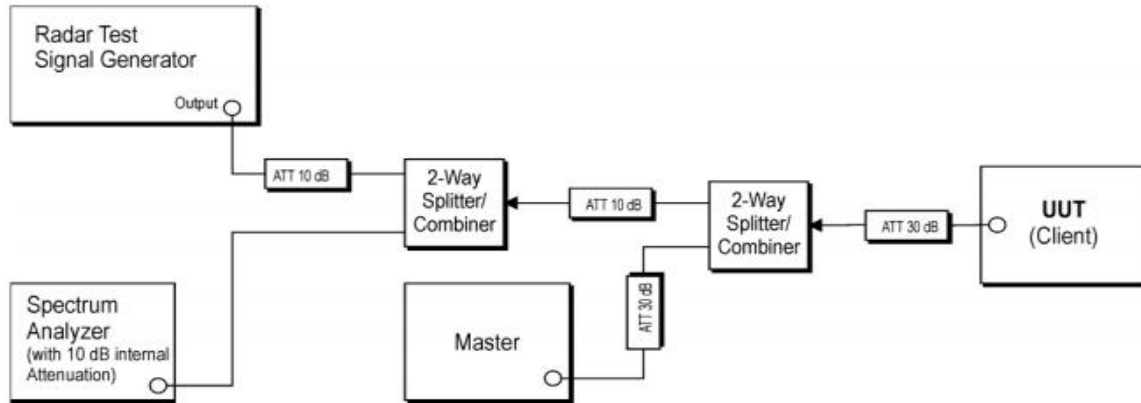 Radar Test
Signal Generator
Output
ATT 10 dB
2-Way
Splitter/
Combiner
ATT 10 dB
2-Way
Splitter/
Combiner
ATT 30 dB
UUT
(Client)
Spectrum
Analyzer
(with 10 dB internal
Attenuation)
Master
ATT 30 dB